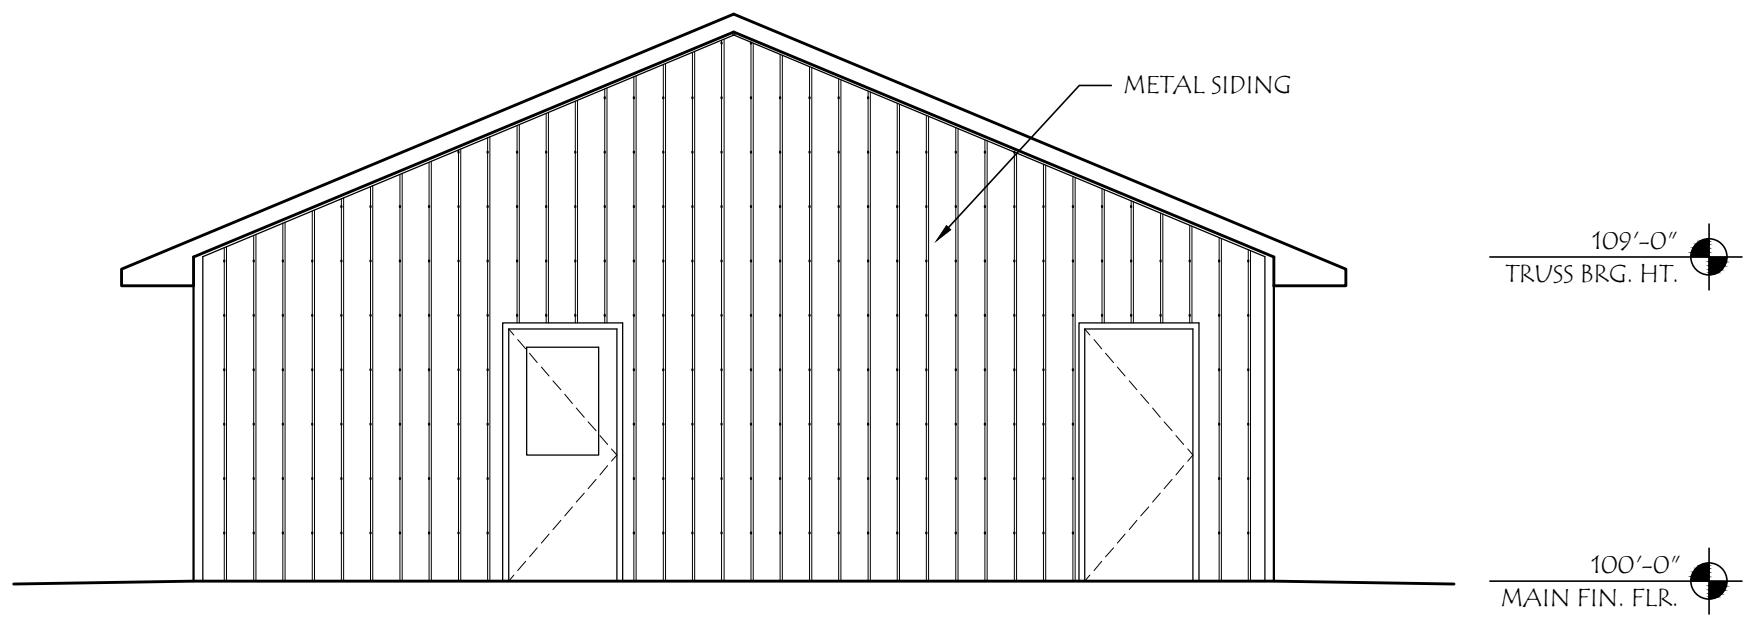 METAL SIDING
109'-0"
TRUSS BRG. HT.
100'-0"
MAIN FIN. FLR.